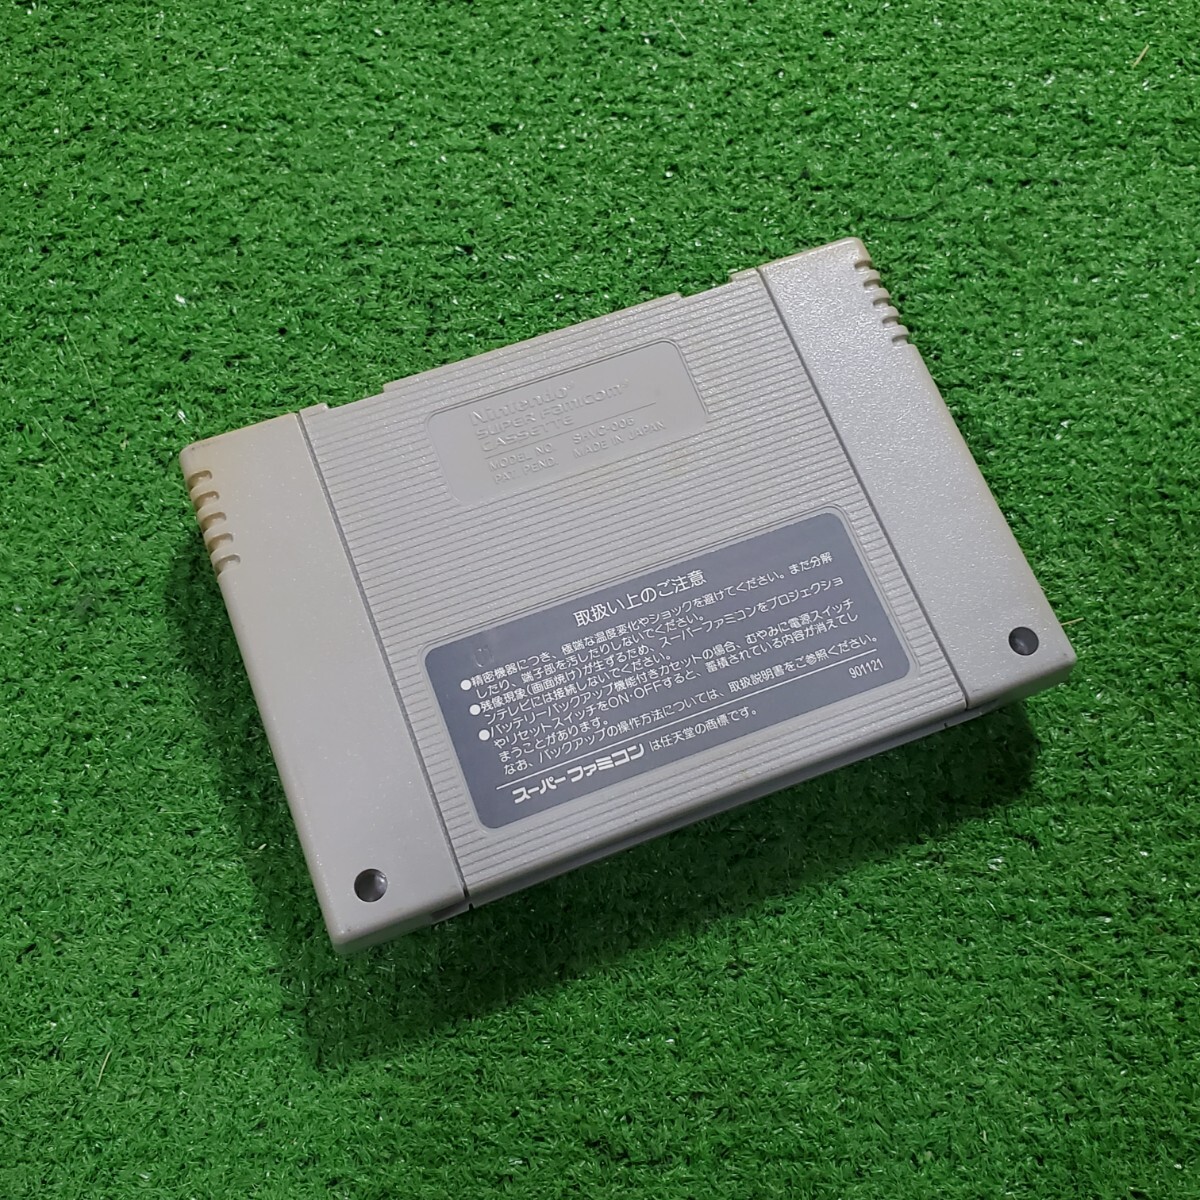 Nintendo®
SUPER Famicom®
CASSETTE
MODEL NO. SHVC-006
PAT. PEND. MADE IN JAPAN
取扱い上のご注意
●精密機器につき、極端な温度変化やショックを避けてください。また分解
したり、端子部を汚したりしないでください。
●残像現象(画面焼け)が生ずるため、スーパーファミコンをプロジェクショ
ンテレビには接続しないでください。
●バッテリーバックアップ機能付きカセットの場合、むやみに電源スイッチ
やリセットスイッチをON・OFFすると、蓄積されている内容が消えてし
まうことがあります。
なお、バックアップの操作方法については、取扱説明書をご参照ください。
スーパーファミコン は任天堂の商標です。
901121